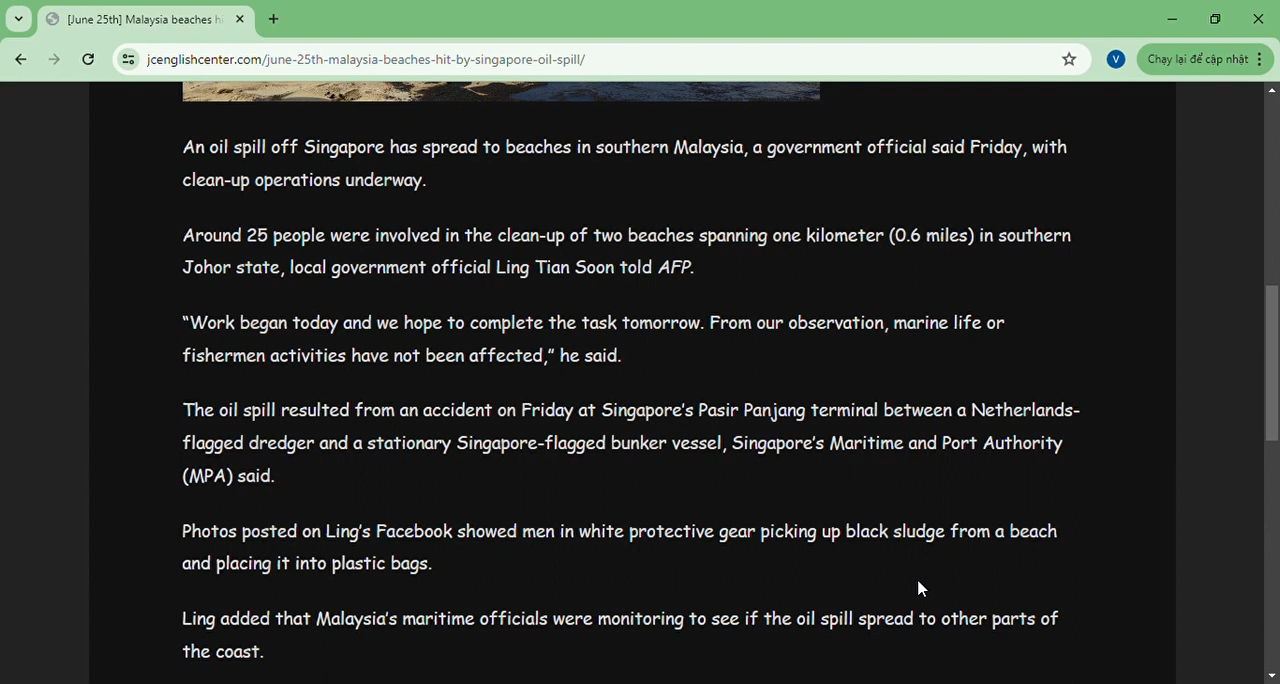 [June 25th] Malaysia beaches hi
jcenglishcenter.com/june-25th-malaysia-beaches-hit-by-singapore-oil-spill/
V
Chạy lại để cập nhật
An oil spill off Singapore has spread to beaches in southern Malaysia, a government official said Friday, with
clean-up operations underway.
Around 25 people were involved in the clean-up of two beaches spanning one kilometer (0.6 miles) in southern
Johor state, local government official Ling Tian Soon told AFP.
“Work began today and we hope to complete the task tomorrow. From our observation, marine life or
fishermen activities have not been affected,” he said.
The oil spill resulted from an accident on Friday at Singapore’s Pasir Panjang terminal between a Netherlands-
flagged dredger and a stationary Singapore-flagged bunker vessel, Singapore’s Maritime and Port Authority
(MPA) said.
Photos posted on Ling’s Facebook showed men in white protective gear picking up black sludge from a beach
and placing it into plastic bags.
Ling added that Malaysia’s maritime officials were monitoring to see if the oil spill spread to other parts of
the coast.